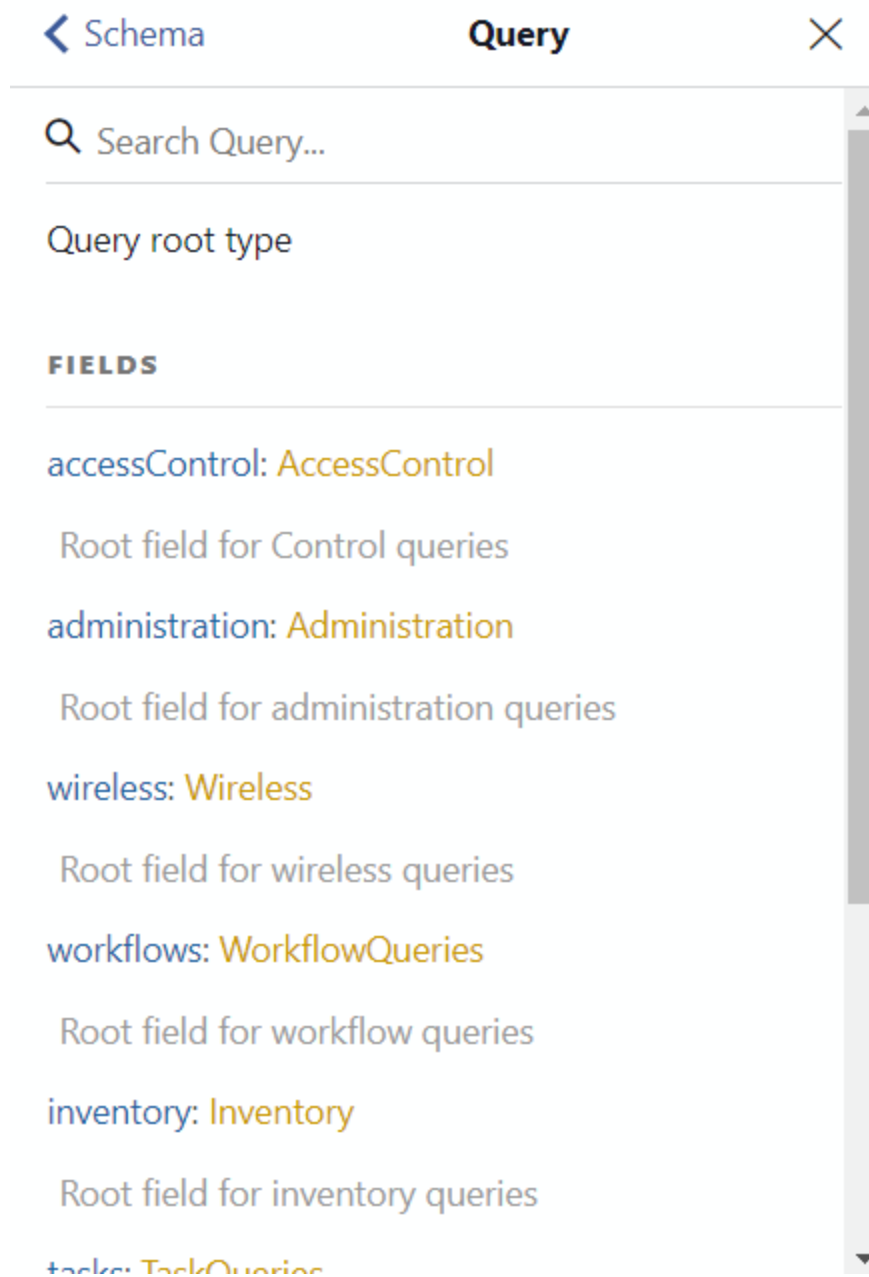 Schema
Query
Search Query...
Query root type
FIELDS
accessControl: AccessControl
Root field for Control queries
administration: Administration
Root field for administration queries
wireless: Wireless
Root field for wireless queries
workflows: WorkflowQueries
Root field for workflow queries
inventory: Inventory
Root field for inventory queries
tasks: TaskQueries